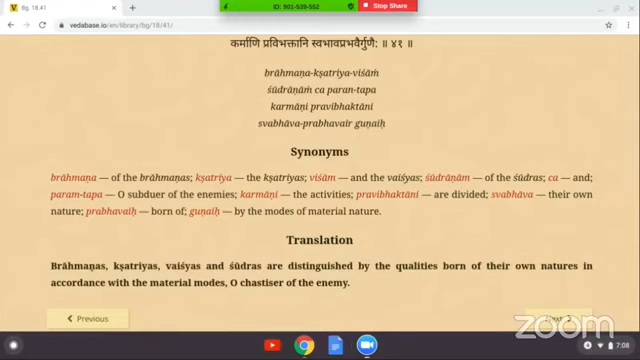 Bg. 18.41
ID: 901-539-552
Stop Share
vedabase.io/en/library/bg/18/41/
कर्माणि प्रविभक्तानि स्वभावप्रभवैर्गुणै: ॥ ४१ ॥
brāhmaṇa-kṣatriya-viśāṁ
śūdrāṇāṁ ca paran-tapa
karmāṇi pravibhaktāni
svabhāva-prabhavair guṇaiḥ
Synonyms
brāhmaṇa — of the brāhmaṇas; kṣatriya — the kṣatriyas; viśām — and the vaiśyas; śūdrāṇām — of the śūdras; ca — and;
param-tapa — O subduer of the enemies; karmāṇi — the activities; pravibhaktāni — are divided; svabhāva — their own
nature; prabhavaiḥ — born of; guṇaiḥ — by the modes of material nature.
Translation
Brāhmaṇas, kṣatriyas, vaiśyas and śūdras are distinguished by the qualities born of their own natures in
accordance with the material modes, O chastiser of the enemy.
Previous
Next
zoom
7:08